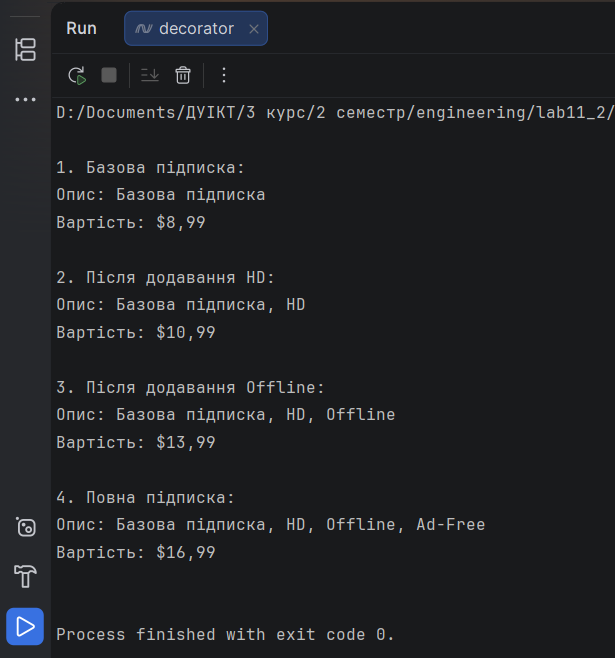 Run
decorator
D:/Documents/ДУІКТ/3 курс/2 семестр/engineering/lab11_2/
1. Базова підписка:
Опис: Базова підписка
Вартість: $8,99
2. Після додавання HD:
Опис: Базова підписка, HD
Вартість: $10,99
3. Після додавання Offline:
Опис: Базова підписка, HD, Offline
Вартість: $13,99
4. Повна підписка:
Опис: Базова підписка, HD, Offline, Ad-Free
Вартість: $16,99
Process finished with exit code 0.